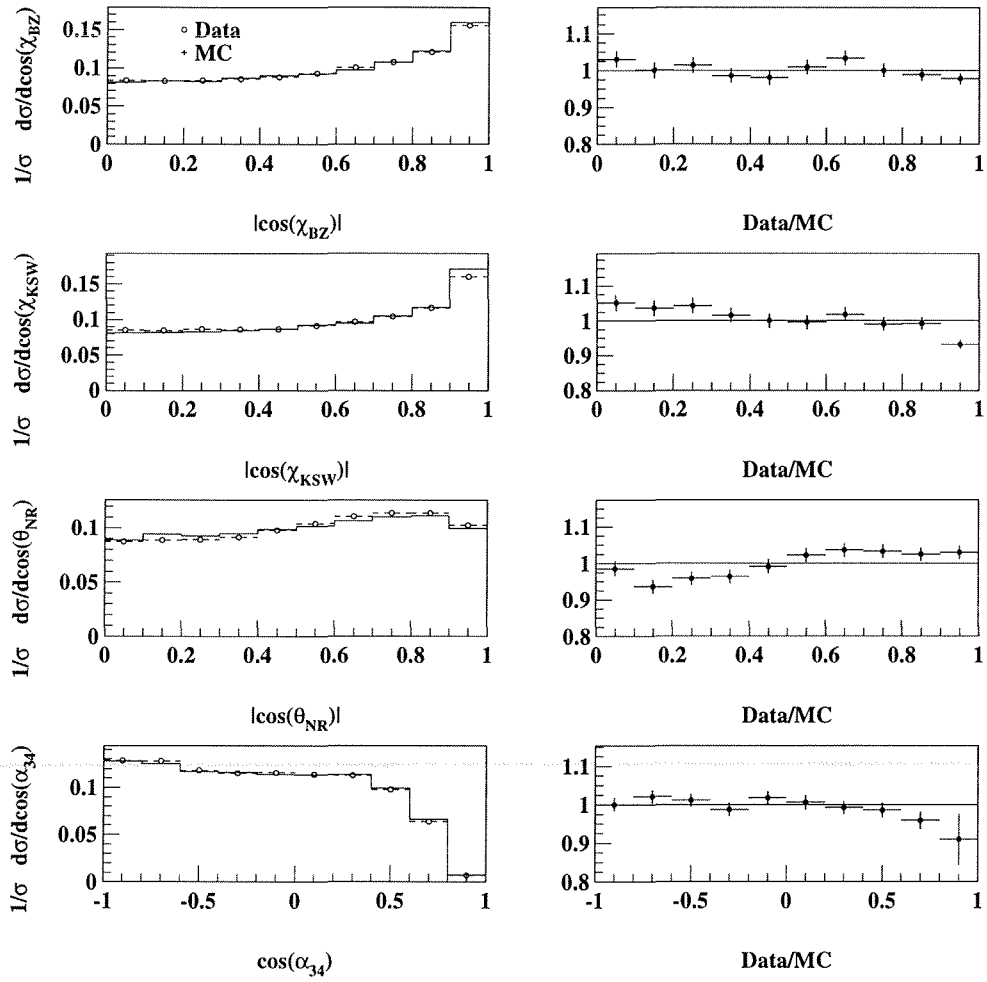 1/σ dσ/dcos(χBZ)
0.15
0.1
0.05
0
Data
MC
0 0.2 0.4 0.6 0.8 1
|cos(χBZ)|
1.1
1
0.9
0.8
0 0.2 0.4 0.6 0.8 1
Data/MC
1/σ dσ/dcos(χKSW)
0.15
0.1
0.05
0
0 0.2 0.4 0.6 0.8 1
|cos(χKSW)|
1.1
1
0.9
0.8
0 0.2 0.4 0.6 0.8 1
Data/MC
1/σ dσ/dcos(θNR)
0.1
0.05
0
0 0.2 0.4 0.6 0.8 1
|cos(θNR)|
1.1
1
0.9
0.8
0 0.2 0.4 0.6 0.8 1
Data/MC
1/σ dσ/dcos(α34)
0.1
0.05
0
-1 -0.5 0 0.5 1
cos(α34)
1.1
1
0.9
0.8
-1 -0.5 0 0.5 1
Data/MC